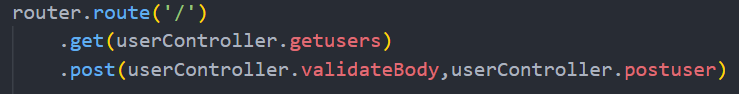 router.route('/')
.get(userController.getusers)
.post(userController.validateBody,userController.postuser)